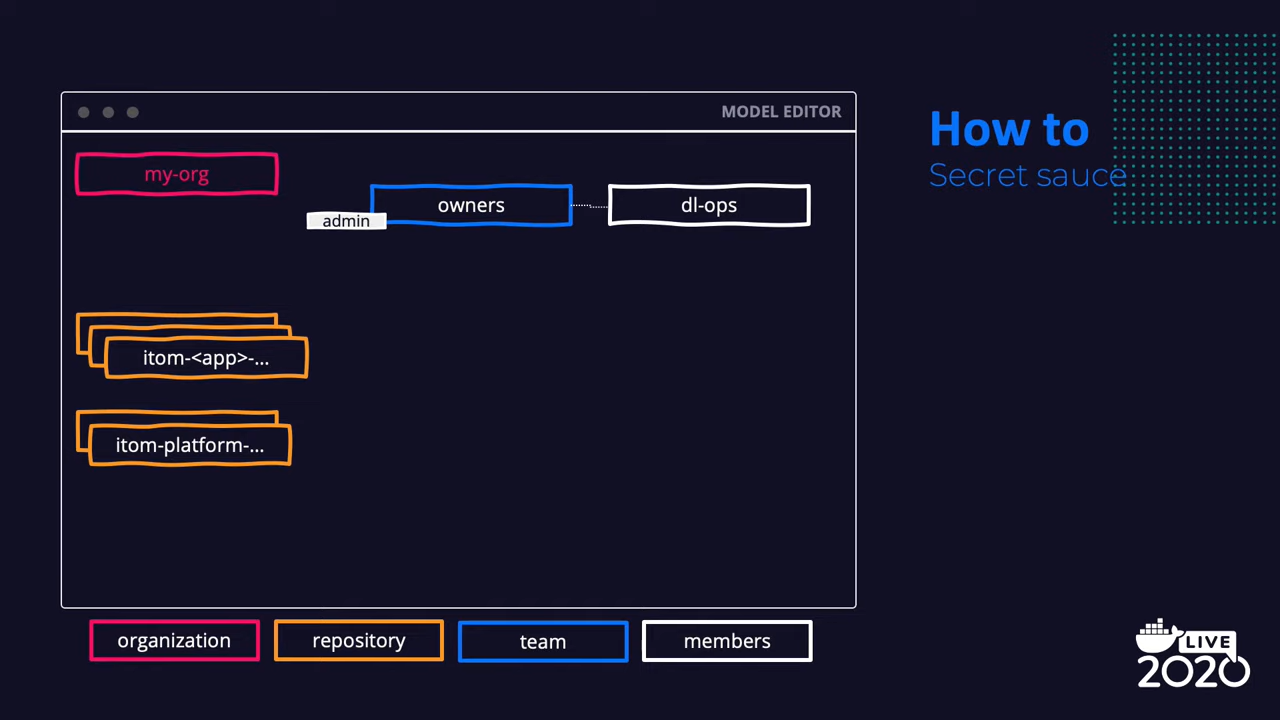 MODEL EDITOR
How to
Secret sauce
my-org
owners
dl-ops
admin
itom-<app>-...
itom-platform-...
organization
repository
team
members
LIVE
2020